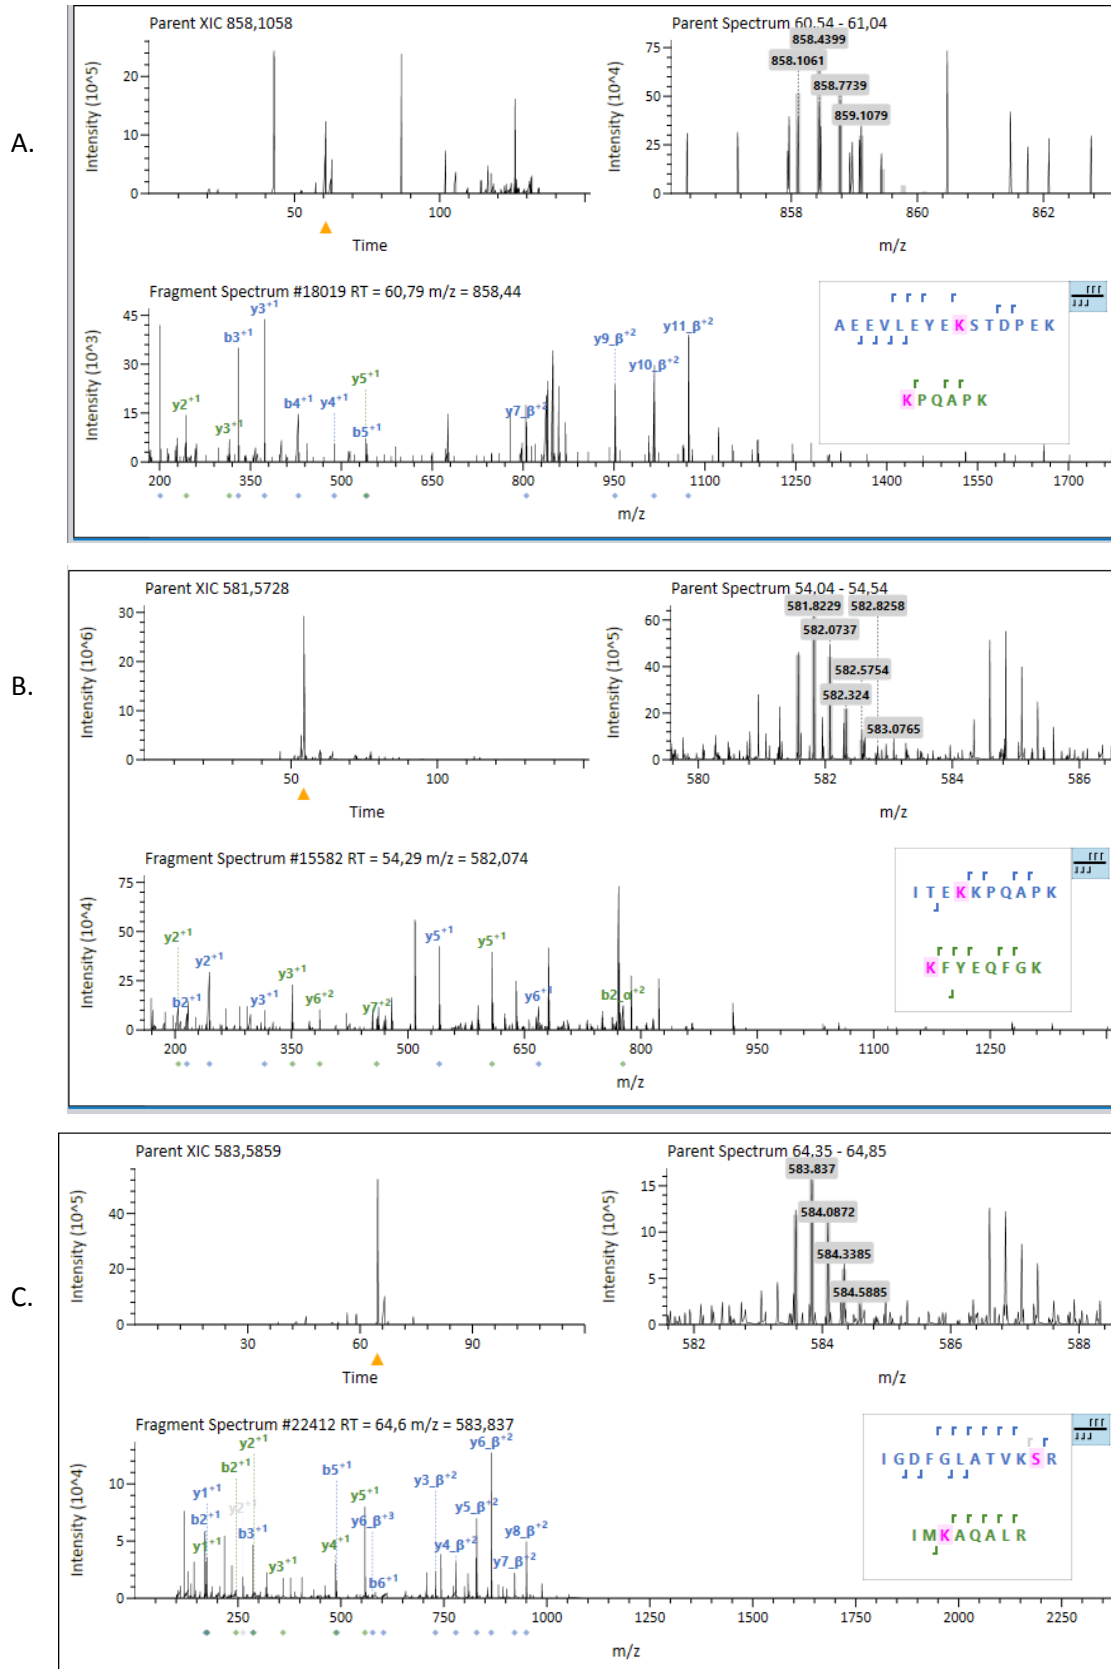 A.
Parent XIC 858,1058
Intensity (10^5)
20
10
0
50
100
Time
Parent Spectrum 60,54 - 61,04
Intensity (10^4)
75
50
25
0
858.4399
858.1061
858.7739
859.1079
858
860
862
m/z
Fragment Spectrum #18019 RT = 60,79 m/z = 858,44
Intensity (10^3)
45
30
15
0
y2+1
y3+1
b3+1
y3+1
b4+1
y4+1
y5+1
b5+1
y7_β+2
y9_β+2
y10_β+2
y11_β+2
200
350
500
650
800
950
1100
1250
1400
1550
1700
m/z
A E E V L E Y E K S T D P E K
K P Q A P K
B.
Parent XIC 581,5728
Intensity (10^6)
30
20
10
0
50
100
Time
Parent Spectrum 54,04 - 54,54
Intensity (10^5)
60
40
20
0
581.8229
582.8258
582.0737
582.5754
582.324
583.0765
580
582
584
586
m/z
Fragment Spectrum #15582 RT = 54,29 m/z = 582,074
Intensity (10^4)
75
50
25
0
y2+1
b2+1
y2+1
y3+1
y3+1
y6+2
y7+2
y5+1
y5+1
y6+1
b2_α+2
200
350
500
650
800
950
1100
1250
m/z
I T E K K P Q A P K
K F Y E Q F G K
C.
Parent XIC 583,5859
Intensity (10^5)
40
20
0
30
60
90
Time
Parent Spectrum 64,35 - 64,85
Intensity (10^5)
15
10
5
0
583.837
584.0872
584.3385
584.5885
582
584
586
588
m/z
Fragment Spectrum #22412 RT = 64,6 m/z = 583,837
Intensity (10^4)
10
5
0
y2+1
b2+1
y1+1
y2+1
b2+1
y1+1
b3+1
y3+1
b5+1
y5+1
y4+1
y6_β+3
b6+1
y3_β+2
y4_β+2
y5_β+2
y6_β+2
y7_β+2
y8_β+2
250
500
750
1000
1250
1500
1750
2000
2250
m/z
I G D F G L A T V K S R
I M K A Q A L R